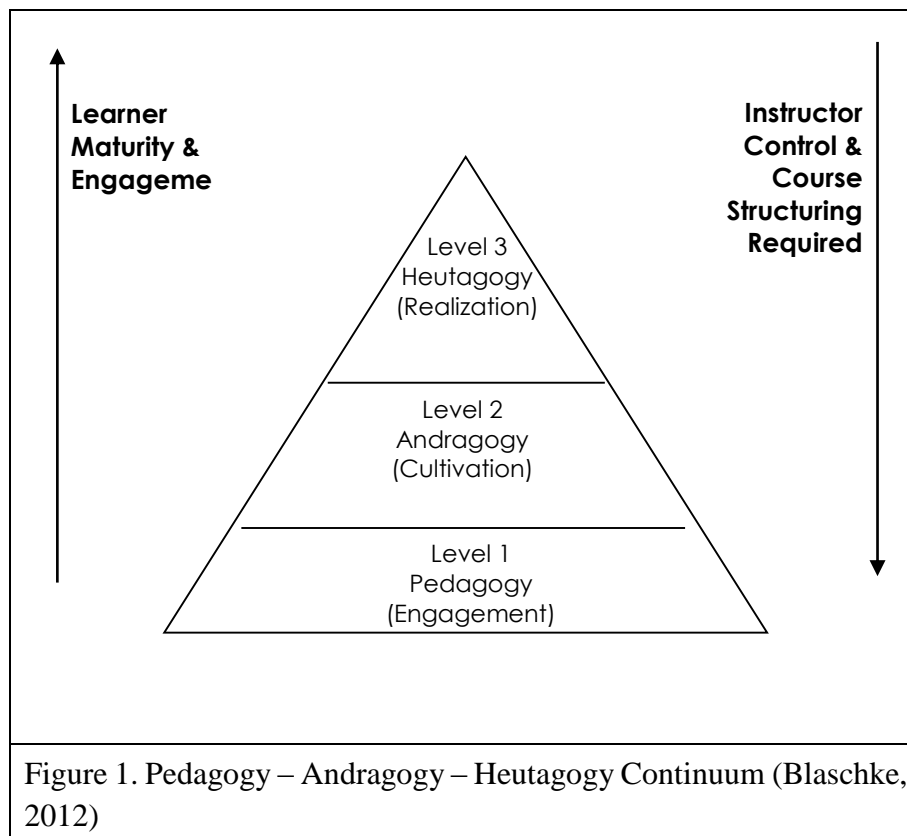 Learner
Maturity &
Engageme
Instructor
Control &
Course
Structuring
Required
Level 3
Heutagogy
(Realization)
Level 2
Andragogy
(Cultivation)
Level 1
Pedagogy
(Engagement)
Figure 1. Pedagogy – Andragogy – Heutagogy Continuum (Blaschke,
2012)